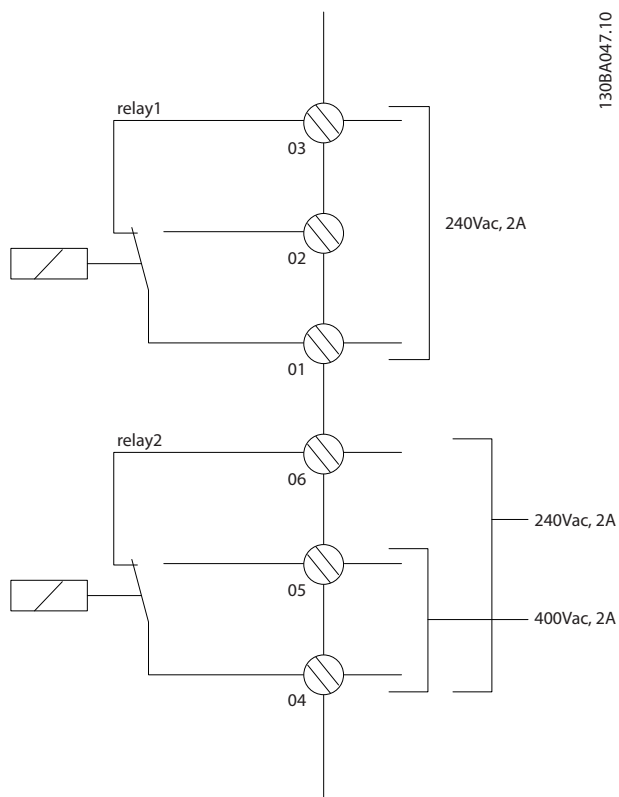 130BA047.10
relay1
03
240Vac, 2A
02
01
relay2
06
240Vac, 2A
05
400Vac, 2A
04